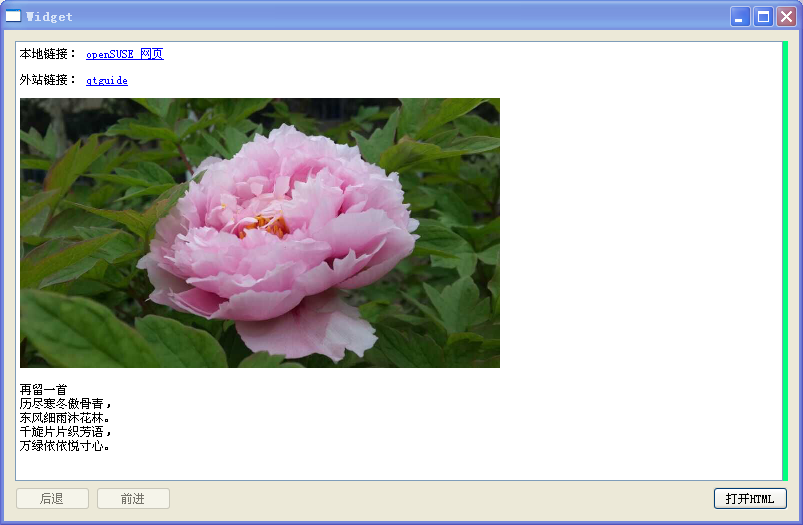 Widget
本地链接： openSUSE 网页
外站链接： qtguide
再留一首
历尽寒冬傲骨青，
东风细雨沐花林。
千旋片片织芳语，
万绿依依悦寸心。
后退 前进 打开HTML